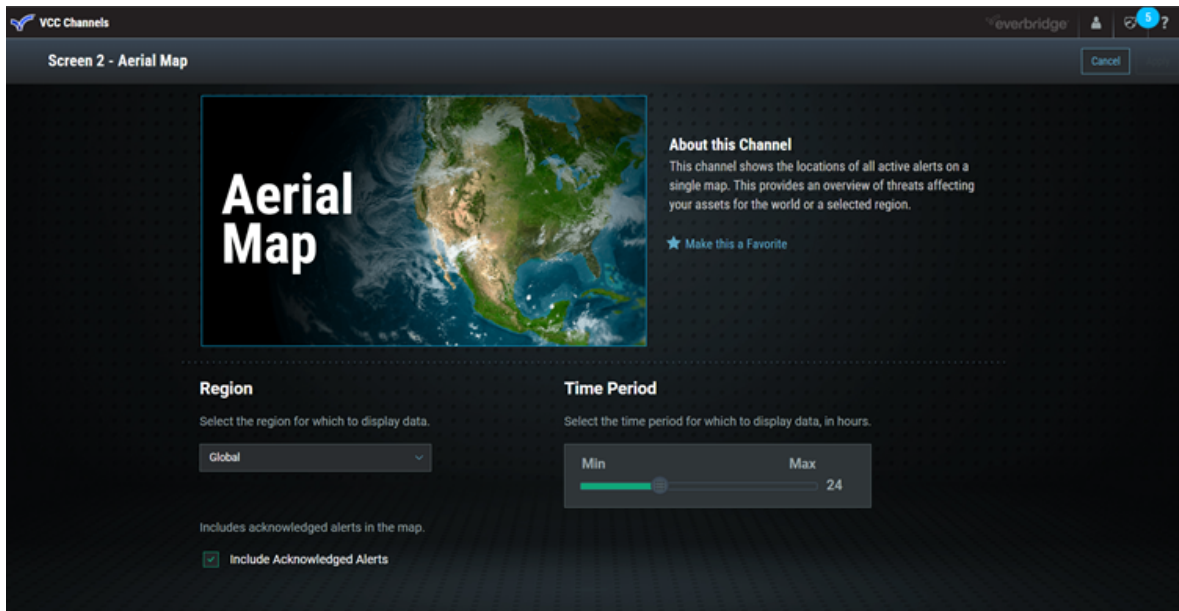 VCC Channels
everbridge
5
?
Screen 2 - Aerial Map
Cancel
Aerial
Map
About this Channel
This channel shows the locations of all active alerts on a
single map. This provides an overview of threats affecting
your assets for the world or a selected region.
Make this a Favorite
Region
Select the region for which to display data.
Global
Includes acknowledged alerts in the map.
Include Acknowledged Alerts
Time Period
Select the time period for which to display data, in hours.
Min Max
24